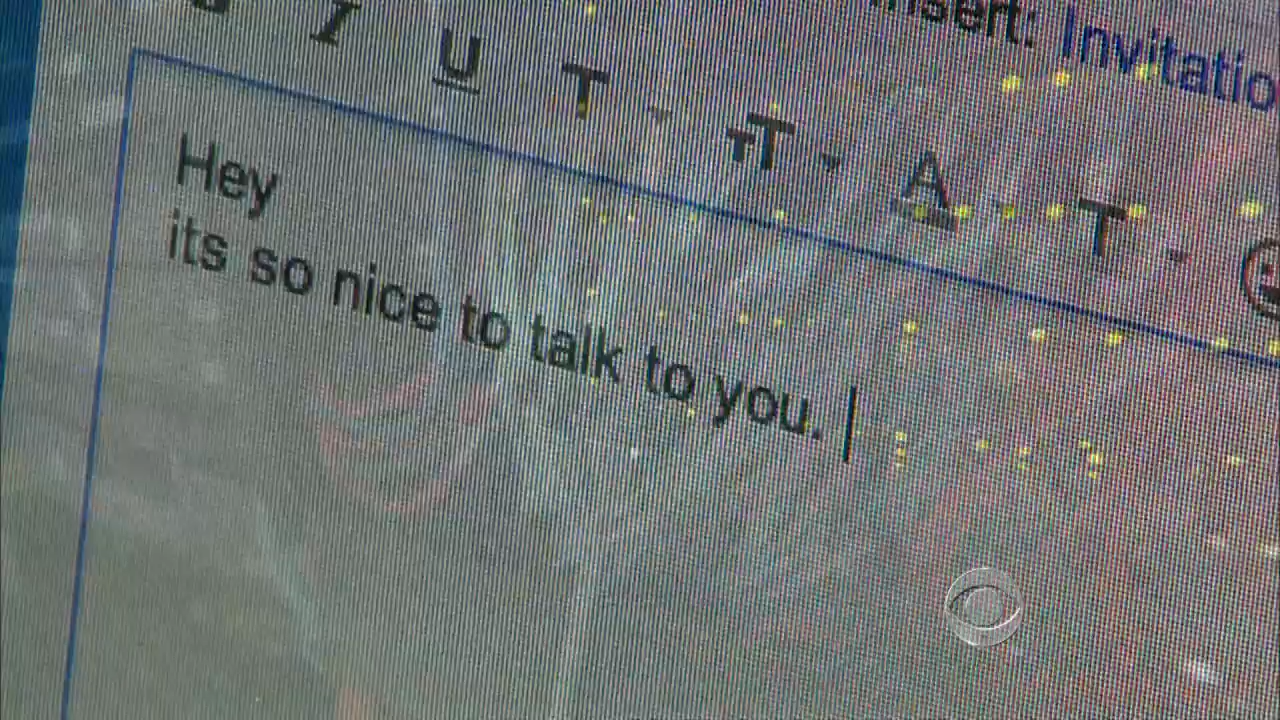 Insert: Invitatio
B I U T T T A T
Hey
its so nice to talk to you.